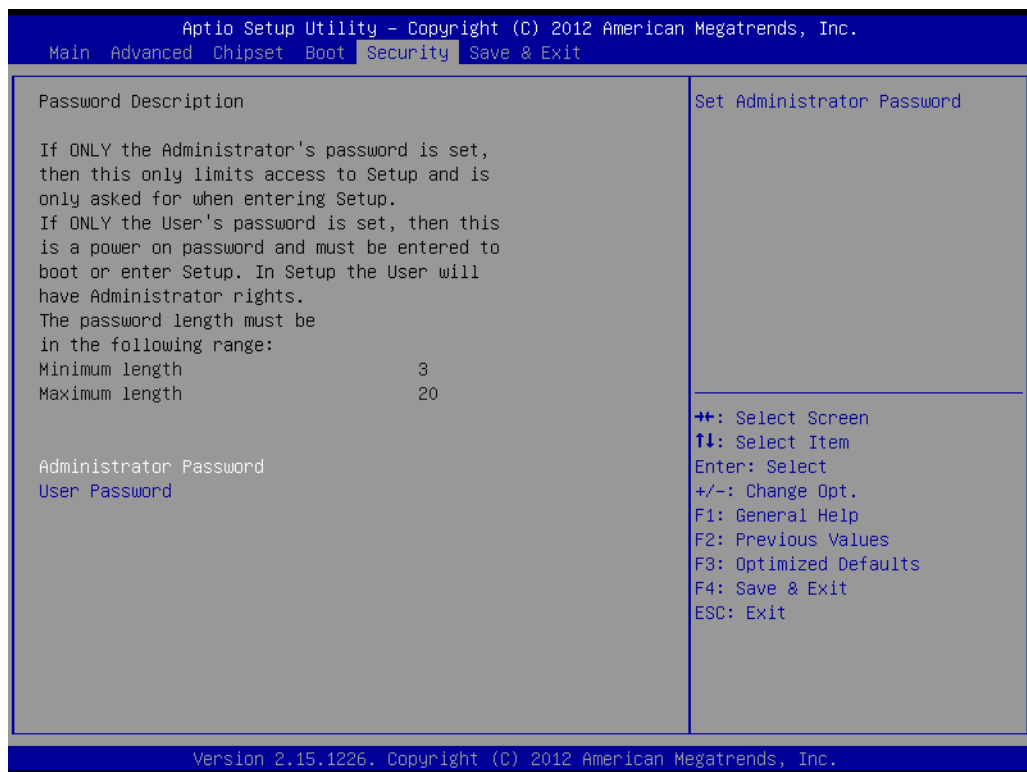 Aptio Setup Utility – Copyright (C) 2012 American Megatrends, Inc.
Main Advanced Chipset Boot Security Save & Exit
Password Description
If ONLY the Administrator's password is set,
then this only limits access to Setup and is
only asked for when entering Setup.
If ONLY the User's password is set, then this
is a power on password and must be entered to
boot or enter Setup. In Setup the User will
have Administrator rights.
The password length must be
in the following range:
Minimum length 3
Maximum length 20
Administrator Password
User Password
Set Administrator Password
→←: Select Screen
↑↓: Select Item
Enter: Select
+/-: Change Opt.
F1: General Help
F2: Previous Values
F3: Optimized Defaults
F4: Save & Exit
ESC: Exit
Version 2.15.1226. Copyright (C) 2012 American Megatrends, Inc.